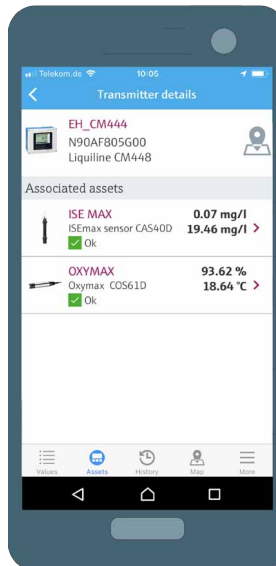 Telekom.de 10:05
Transmitter details
EH_CM444
N90AF805G00
Liquiline CM448
Associated assets
ISE MAX 0.07 mg/l
ISEmax sensor CAS40D 19.46 mg/l
Ok
OXYMAX 93.62 %
Oxymax COS61D 18.64 °C
Ok
Values Assets History Map More